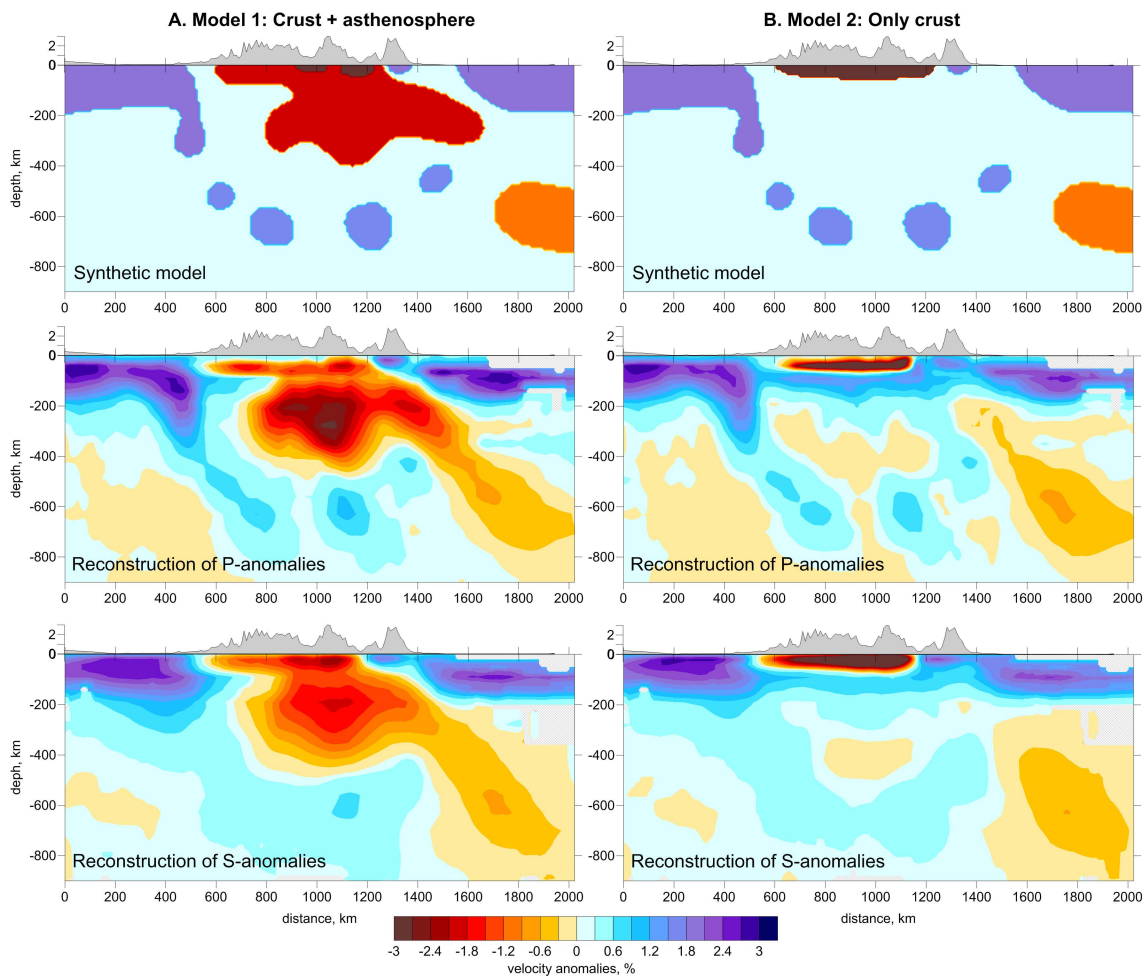 A. Model 1: Crust + asthenosphere
B. Model 2: Only crust
2
0
-200
-400
-600
-800
depth, km
Synthetic model
0 200 400 600 800 1000 1200 1400 1600 1800 2000
2
0
-200
-400
-600
-800
Synthetic model
0 200 400 600 800 1000 1200 1400 1600 1800 2000
2
0
-200
-400
-600
-800
depth, km
Reconstruction of P-anomalies
0 200 400 600 800 1000 1200 1400 1600 1800 2000
2
0
-200
-400
-600
-800
Reconstruction of P-anomalies
0 200 400 600 800 1000 1200 1400 1600 1800 2000
2
0
-200
-400
-600
-800
deph, km
Reconstruction of S-anomalies
0 200 400 600 800 1000 1200 1400 1600 1800 2000
distance, km
2
0
-200
-400
-600
-800
Reconstruction of S-anomalies
0 200 400 600 800 1000 1200 1400 1600 1800 2000
distance, km
-3 -2.4 -1.8 -1.2 -0.6 0 0.6 1.2 1.8 2.4 3
velocity anomalies, %